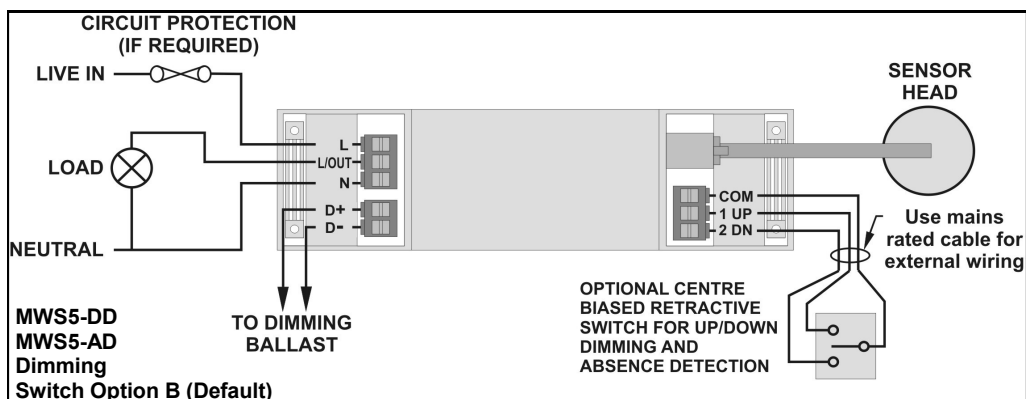 CIRCUIT PROTECTION
(IF REQUIRED)
LIVE IN
LOAD
NEUTRAL
L
L/OUT
N
D+
D-
TO DIMMING
BALLAST
SENSOR
HEAD
COM
1 UP
2 DN
Use mains
rated cable for
external wiring
OPTIONAL CENTRE
BIASED RETRACTIVE
SWITCH FOR UP/DOWN
DIMMING AND
ABSENCE DETECTION
MWS5-DD
MWS5-AD
Dimming
Switch Option B (Default)